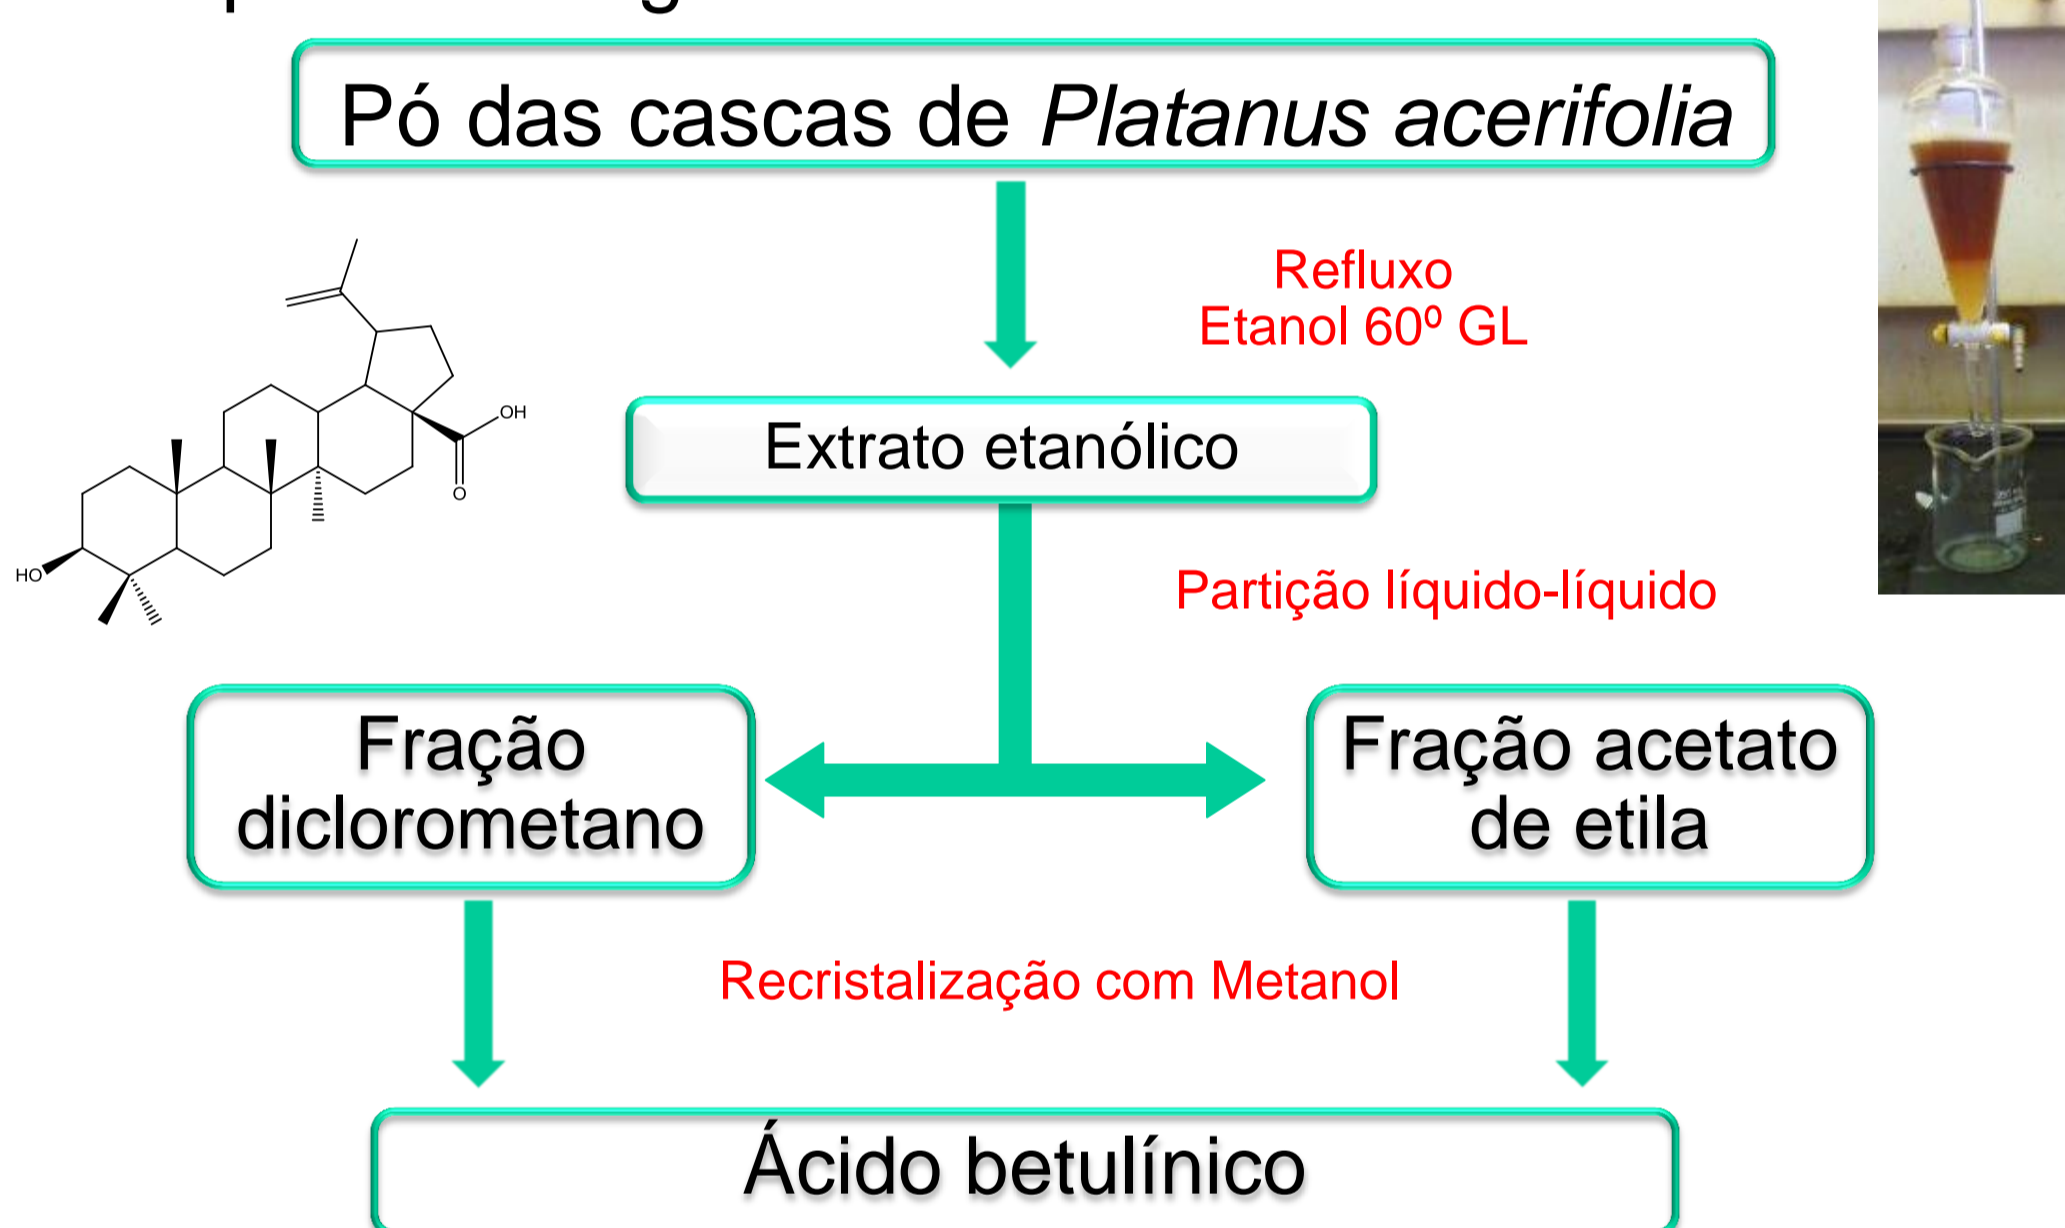 Pó das cascas de Platanus acerifolia
Refluxo
Etanol 60º GL
OH
Extrato etanólico
O
HO
Partição líquido-líquido
Fração
diclorometano
Fração acetato
de etila
Recristalização com Metanol
Ácido betulínico